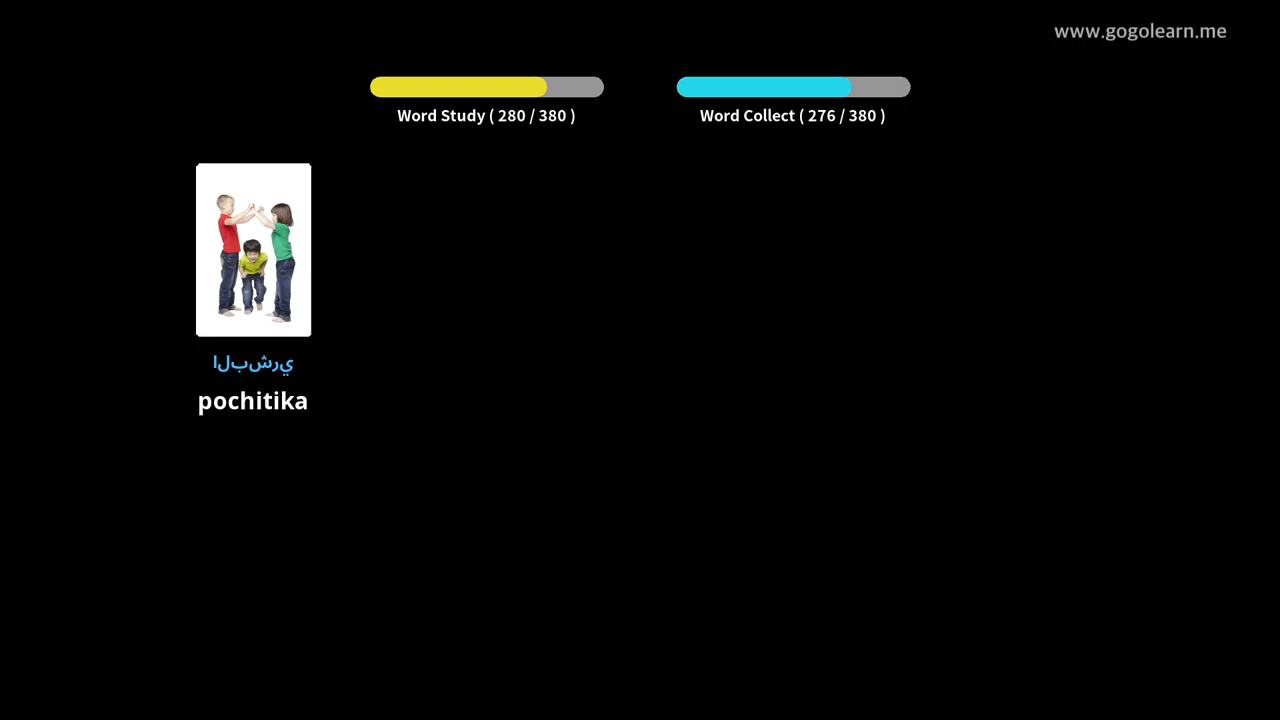 www.gogolearn.me
Word Study ( 280 / 380 )
Word Collect ( 276 / 380 )
البشري
pochitika